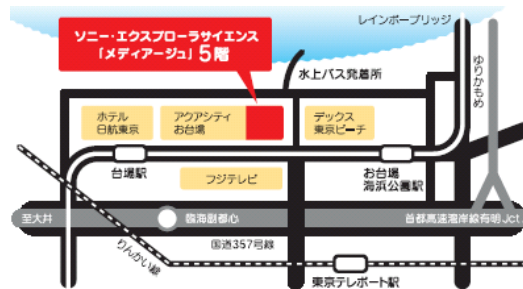 レインボーブリッジ
ソニー・エクスプローラサイエンス
「メディアージュ」5階
水上バス発着所
ゆりかもめ
ホテル
日航東京
アクアシティ
お台場
デックス
東京ビーチ
台場駅
フジテレビ
お台場
海浜公園駅
至大井
臨海副都心
首都高速湾岸線有明Jct
りんかい線
国道357号線
東京テレポート駅